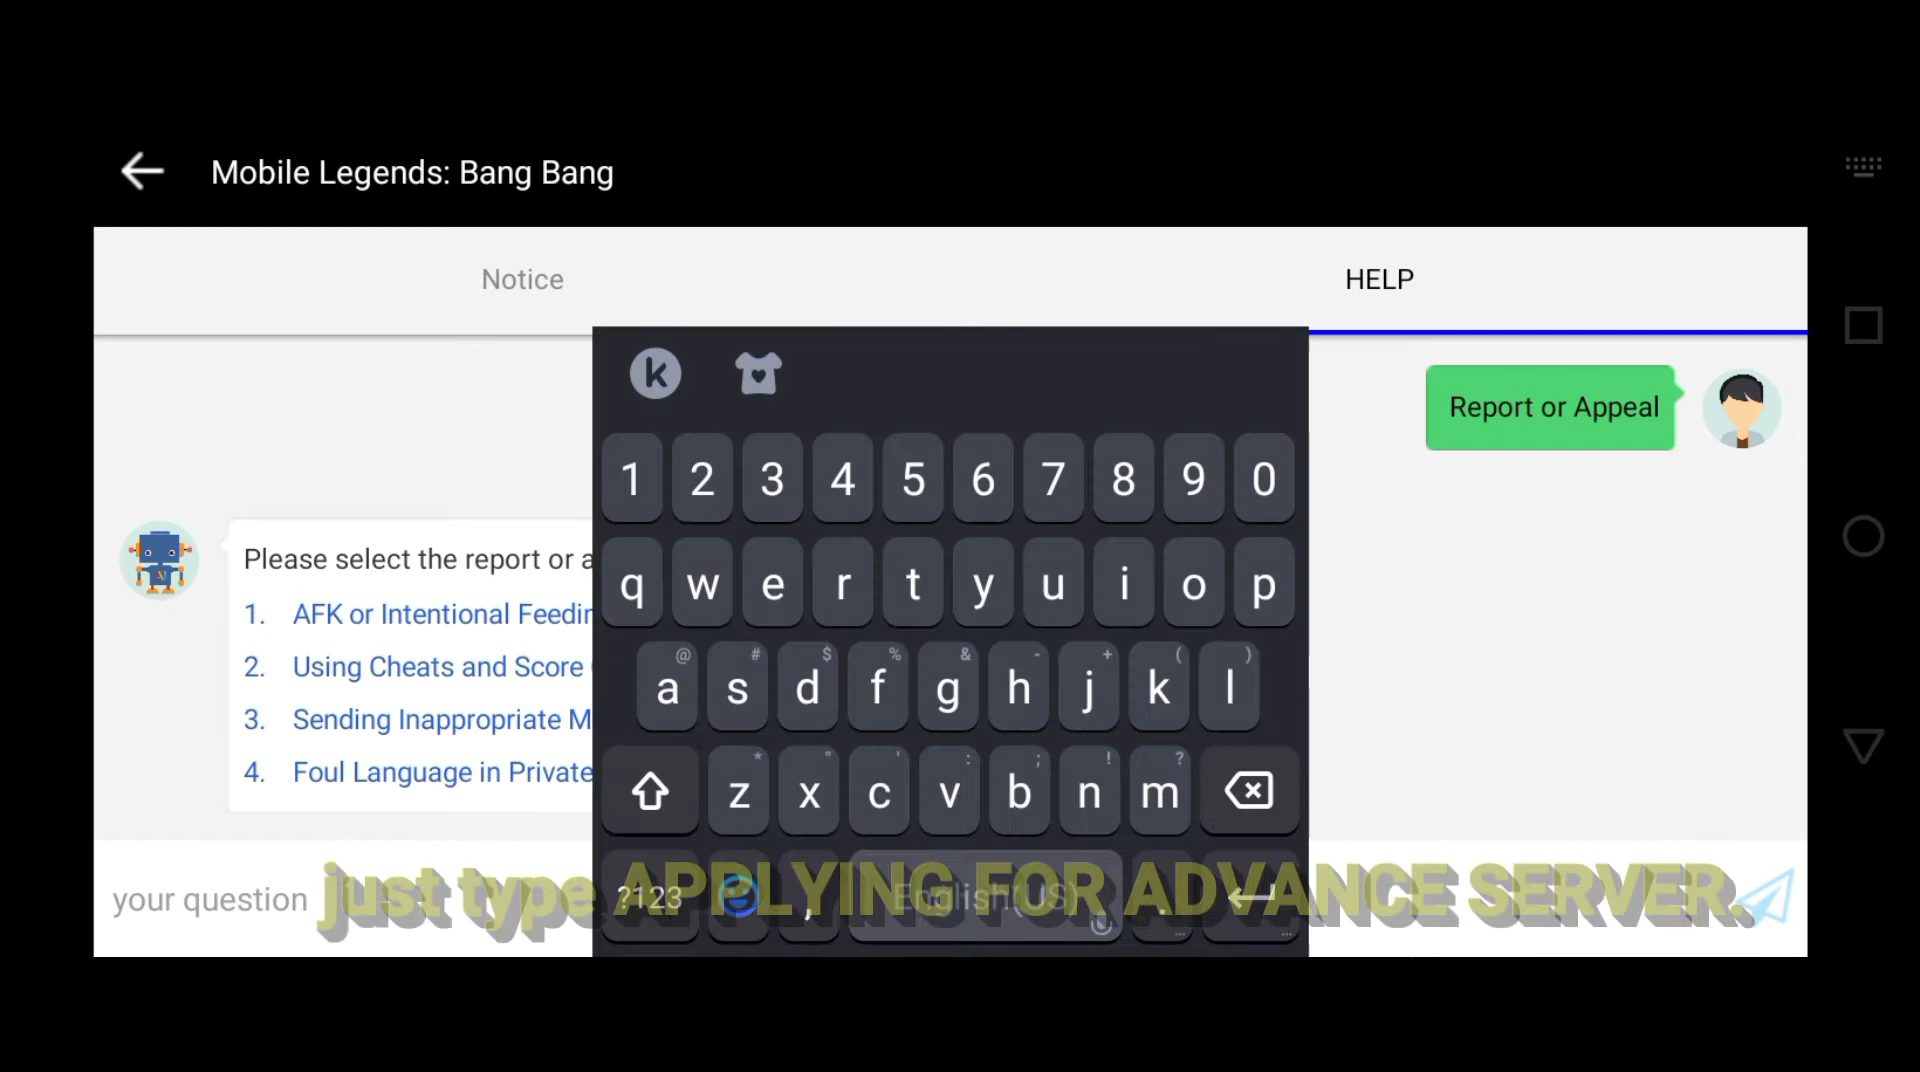 Mobile Legends: Bang Bang
Notice
HELP
Report or Appeal
Please select the report or a
1. AFK or Intentional Feedin
2. Using Cheats and Score
3. Sending Inappropriate M
4. Foul Language in Private
k
1 2 3 4 5 6 7 8 9 0
q w e r t y u i o p
@ # $ % & - + ( )
a s d f g h j k l
* " ' : ; ! ?
z x c v b n m
?123 , English (US) .
your question
just type APPLYING FOR ADVANCE SERVER.